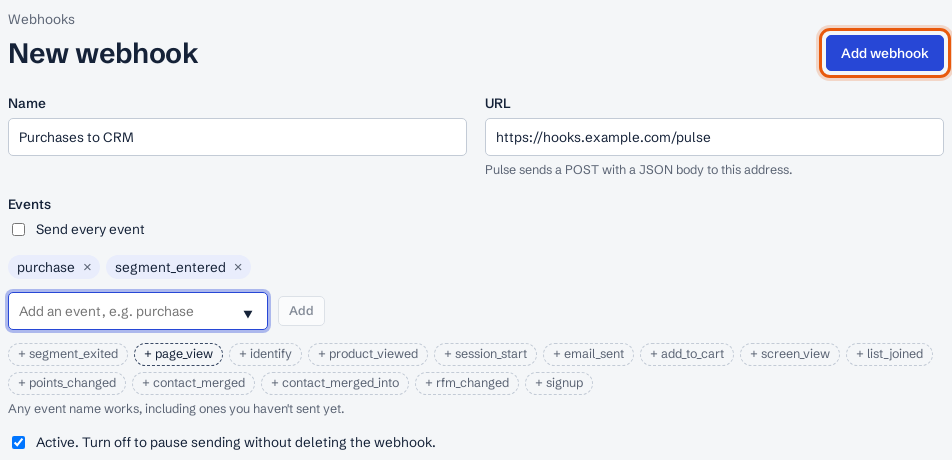 Webhooks
New webhook
Add webhook
Name
URL
Purchases to CRM
https://hooks.example.com/pulse
Pulse sends a POST with a JSON body to this address.
Events
Send every event
purchase × segment_entered ×
Add an event, e.g. purchase
Add
+ segment_exited + page_view + identify + product_viewed + session_start + email_sent + add_to_cart + screen_view + list_joined
+ points_changed + contact_merged + contact_merged_into + rfm_changed + signup
Any event name works, including ones you haven't sent yet.
Active. Turn off to pause sending without deleting the webhook.